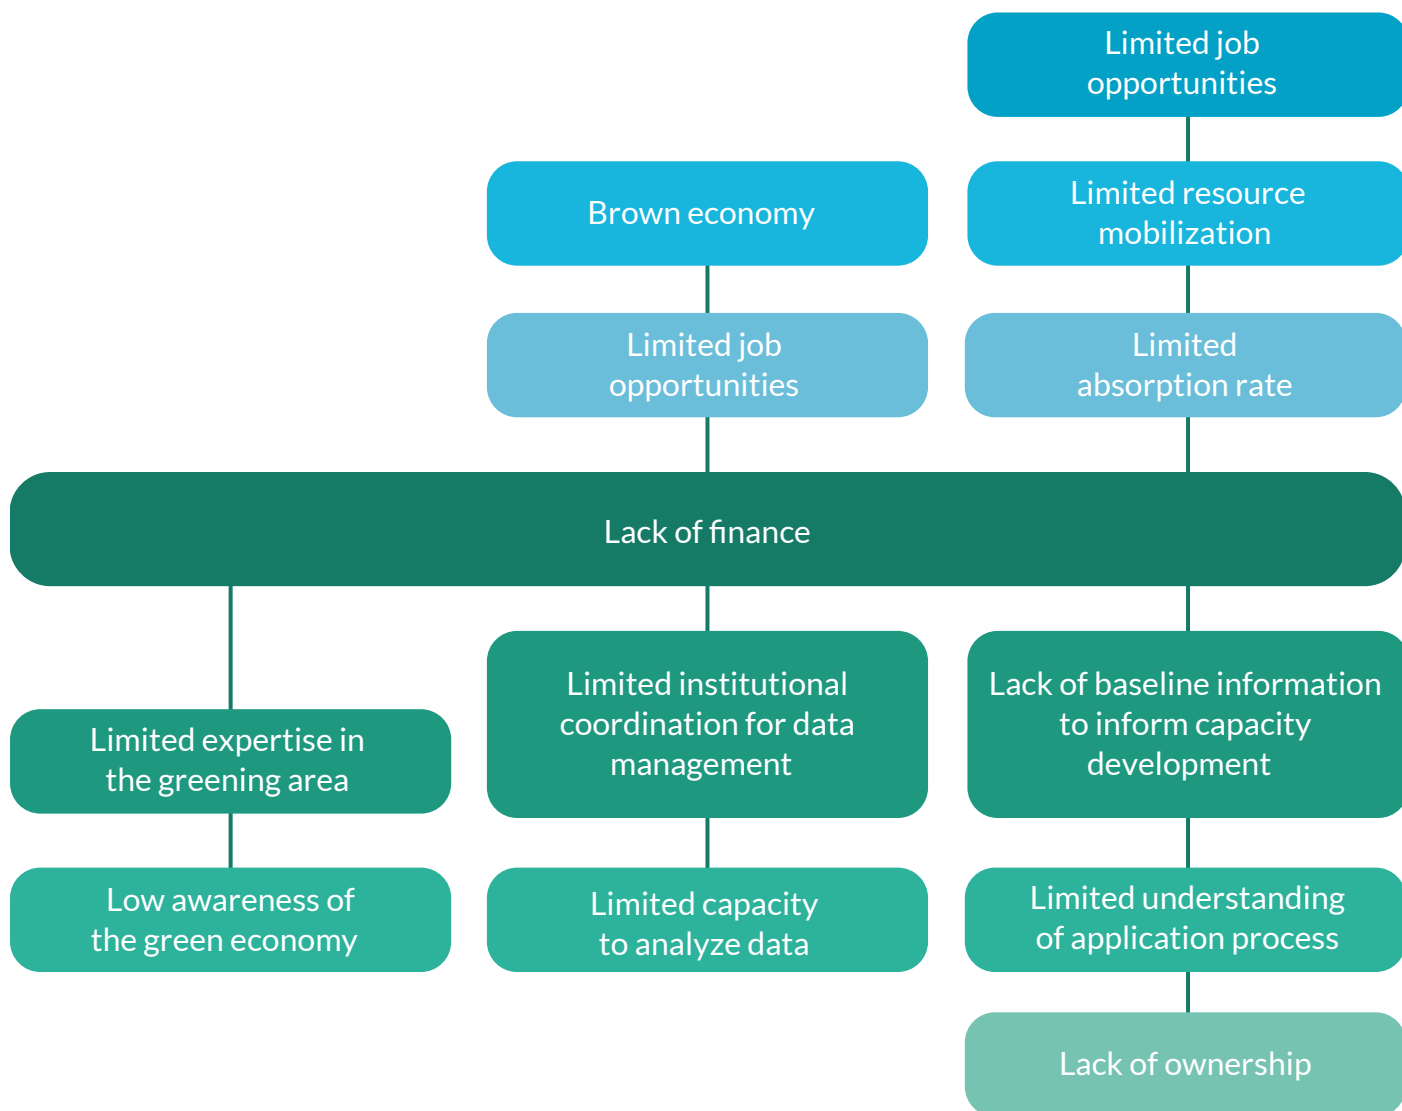 Limited job
opportunities
Brown economy
Limited resource
mobilization
Limited job
opportunities
Limited
absorption rate
Lack of finance
Limited expertise in
the greening area
Limited institutional
coordination for data
management
Lack of baseline information
to inform capacity
development
Low awareness of
the green economy
Limited capacity
to analyze data
Limited understanding
of application process
Lack of ownership